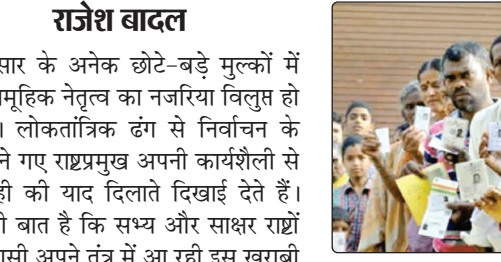 राजेश बादल
सार के अनेक छोटे-बड़े मुल्कों में
मूहिक नेतृत्व का नजरिया विलुप्त हो
। लोकतांत्रिक ढंग से निर्वाचन के
ने गए राष्ट्रप्रमुख अपनी कार्यशैली से
ही की याद दिलाते दिखाई देते हैं।
ी बात है कि सभ्य और साक्षर राष्ट्रों
ासी अपने तंत्र में आ रही इस खराबी